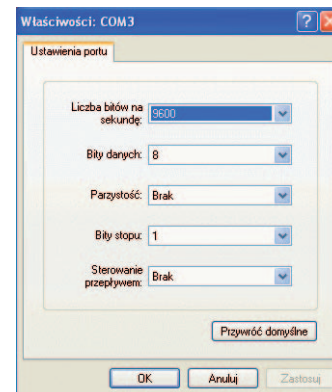 Właściwości: COM3
Ustawienia portu
Liczba bitów na
sekundę: 9600
Bity danych: 8
Parzystość: Brak
Bity stopu: 1
Sterowanie
przepływem: Brak
Przywróć domyślne
OK Anuluj Zastosuj